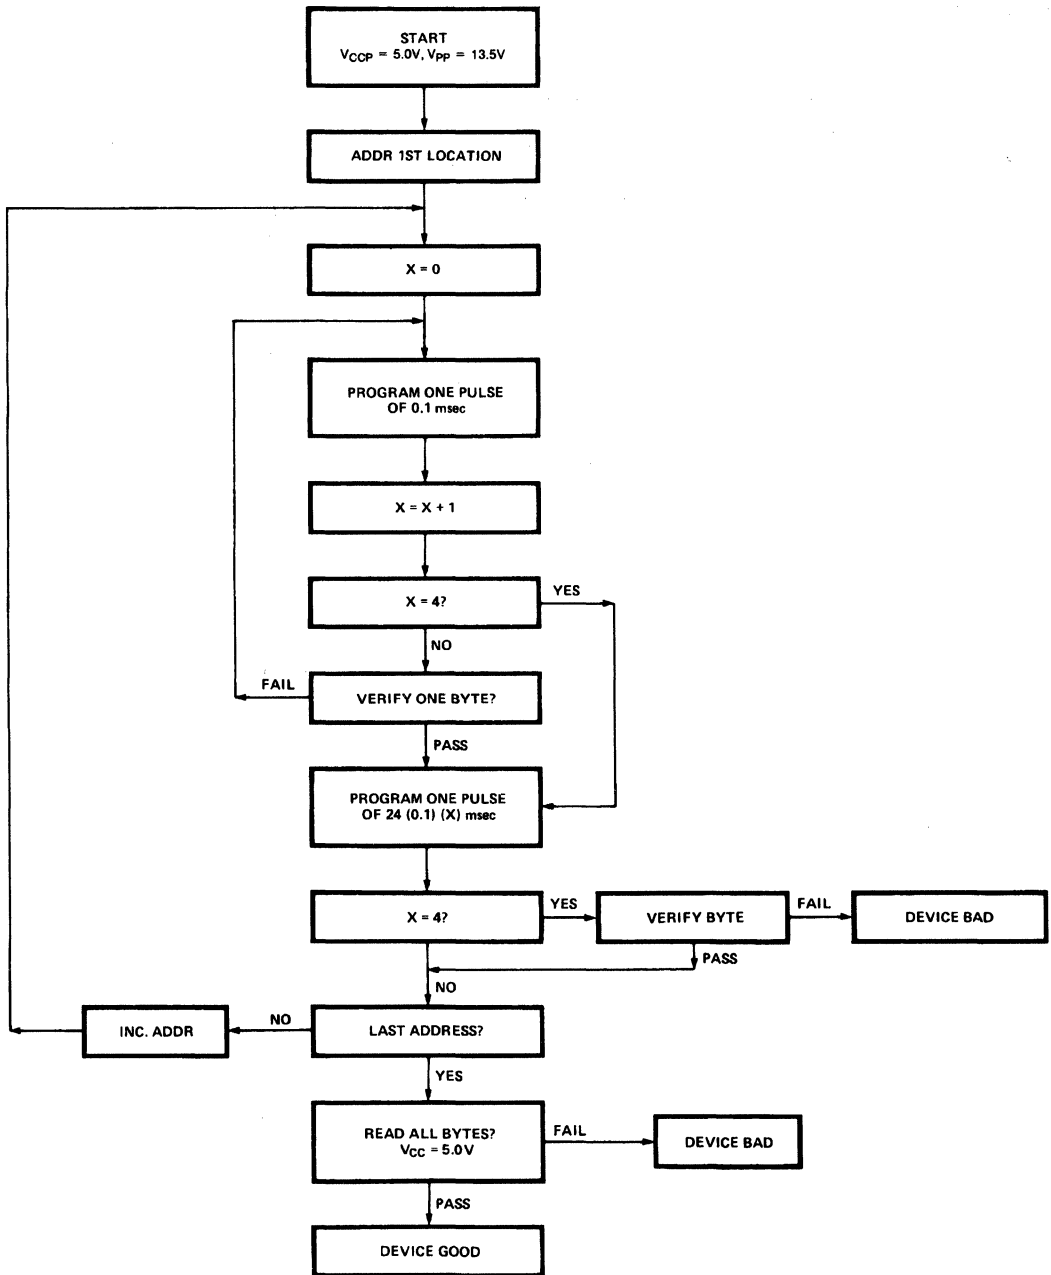 START
VCCP = 5.0V, VPP = 13.5V
ADDR 1ST LOCATION
X = 0
PROGRAM ONE PULSE
OF 0.1 msec
X = X + 1
X = 4?
YES
NO
FAIL
VERIFY ONE BYTE?
PASS
PROGRAM ONE PULSE
OF 24 (0.1) (X) msec
X = 4?
YES
VERIFY BYTE
FAIL
DEVICE BAD
PASS
NO
INC. ADDR
NO
LAST ADDRESS?
YES
READ ALL BYTES?
VCC = 5.0V
FAIL
DEVICE BAD
PASS
DEVICE GOOD